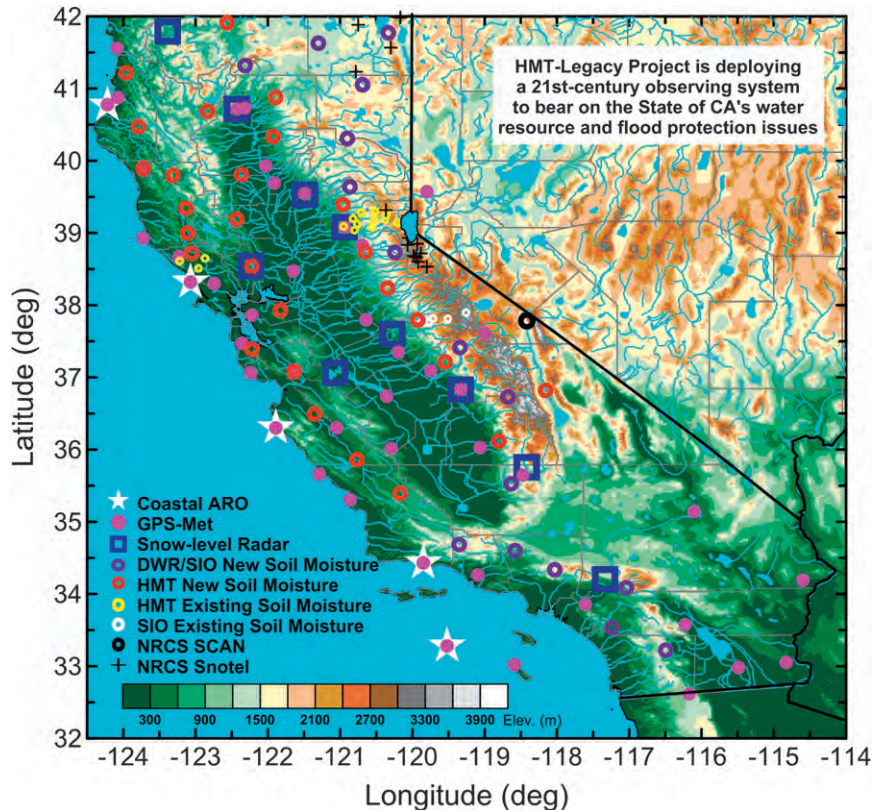 HMT-Legacy Project is deploying
a 21st-century observing system
to bear on the State of CA's water
resource and flood protection issues
42
41
40
39
38
37
36
35
34
33
32
Latitude (deg)
Coastal ARO
GPS-Met
Snow-level Radar
DWR/SIO New Soil Moisture
HMT New Soil Moisture
HMT Existing Soil Moisture
SIO Existing Soil Moisture
NRCS SCAN
NRCS Snotel
300 900 1500 2100 2700 3300 3900 Elev. (m)
-124 -123 -122 -121 -120 -119 -118 -117 -116 -115 -114
Longitude (deg)